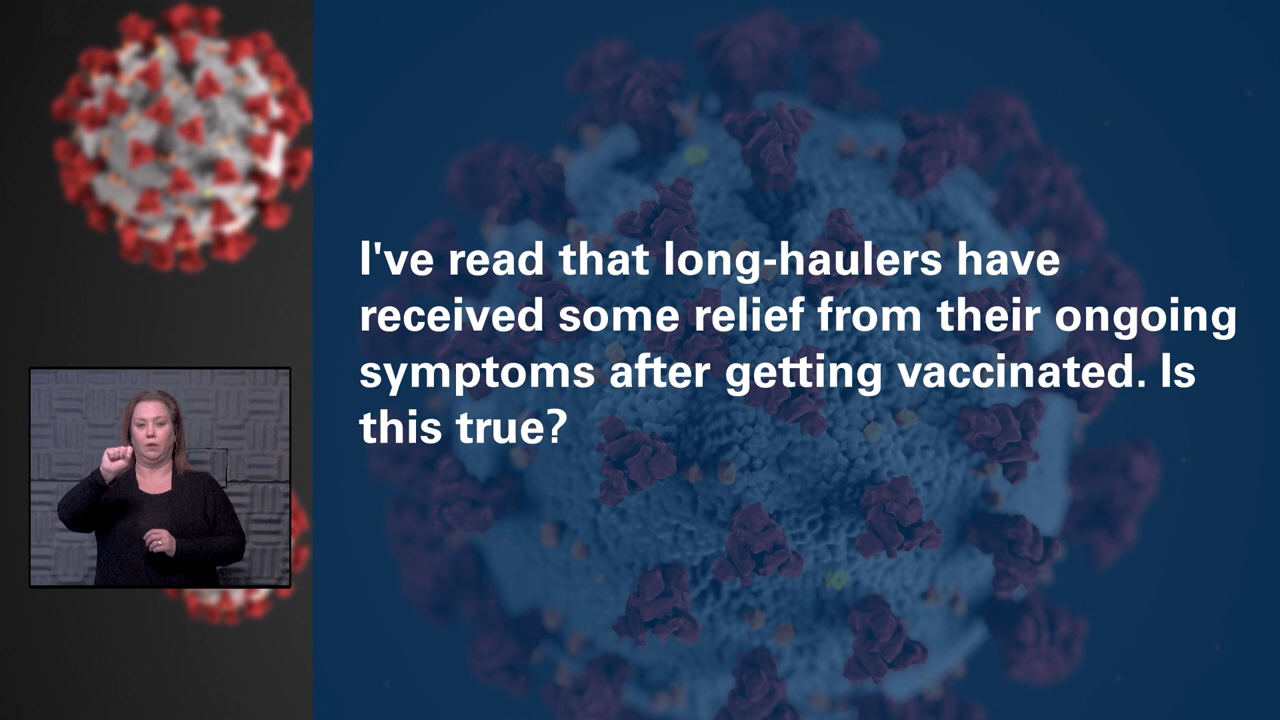 I've read that long-haulers have
received some relief from their ongoing
symptoms after getting vaccinated. Is
this true?